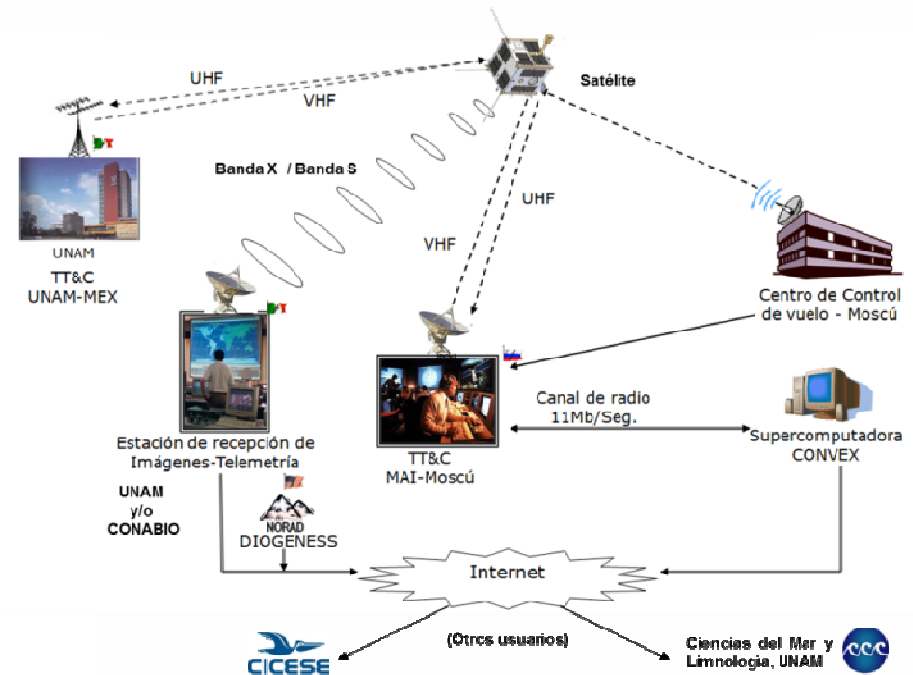 UHF
VHF
Satélite
Banda X / Banda S
UHF
VHF
UNAM
TT&C
UNAM-MEX
Centro de Control
de vuelo - Moscú
Canal de radio
11Mb/Seg.
Supercomputadora
CONVEX
Estación de recepción de
Imágenes-Telemetría
TT&C
MAI-Moscú
UNAM
y/o
CONABIO
NORAD
DIOGENESS
Internet
(Otros usuarios)
CICESE
Ciencias del Mar y
Limnología, UNAM